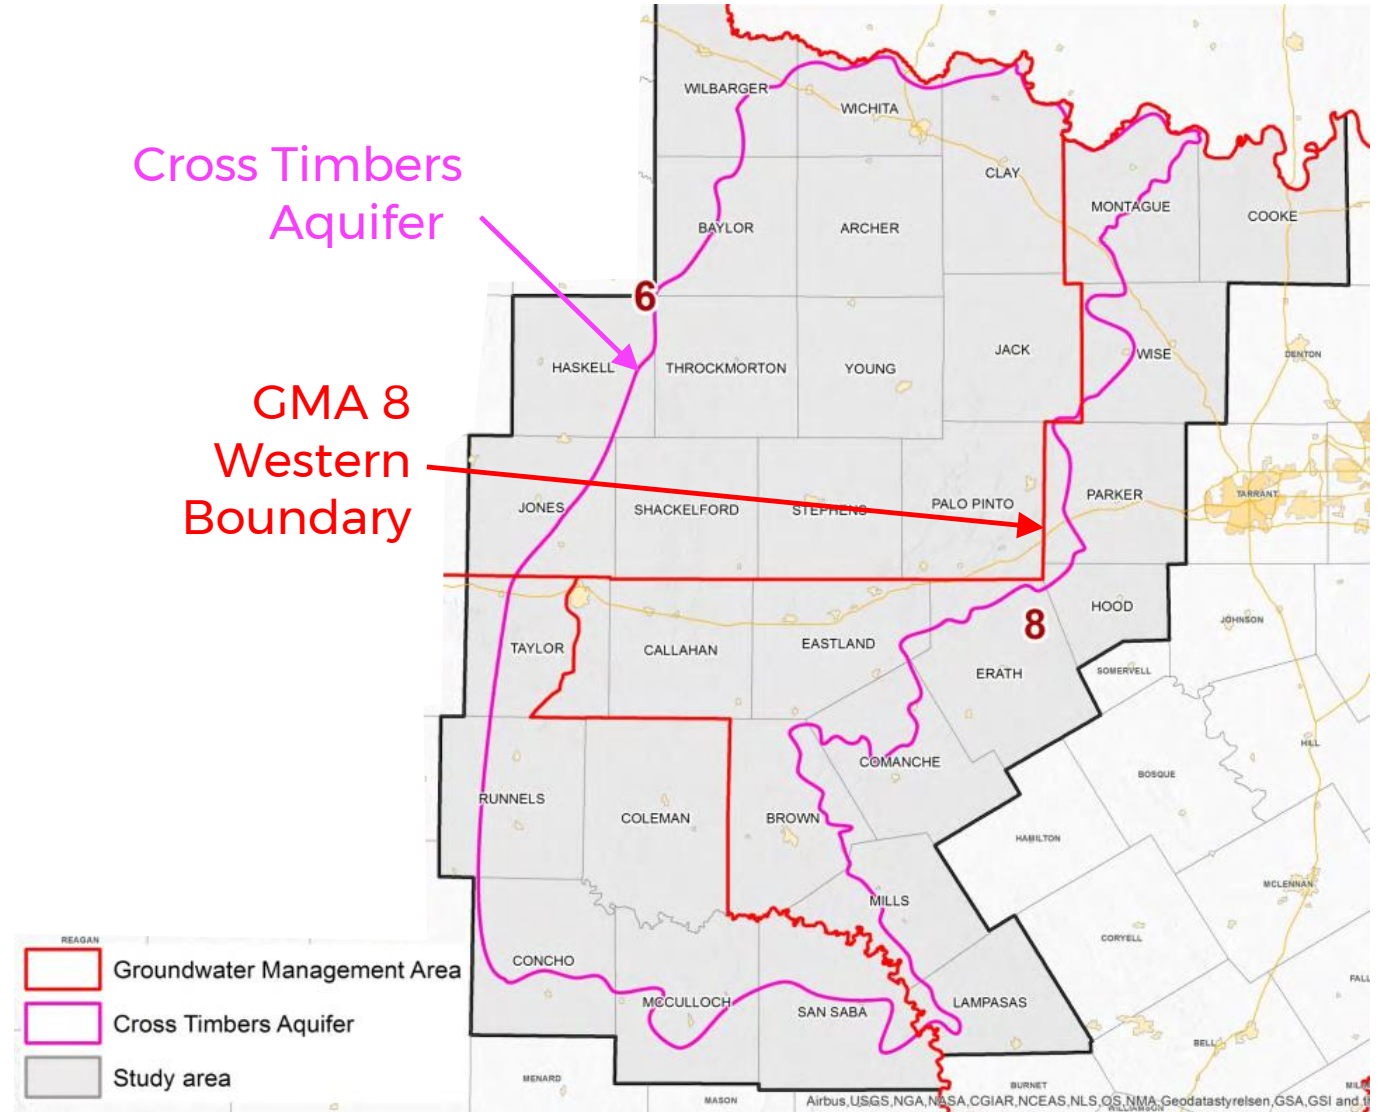 WILBARGER
WICHITA
Cross Timbers
Aquifer
CLAY
MONTAGUE
COOKE
BAYLOR
ARCHER
6
JACK
HASKELL
THROCKMORTON
YOUNG
WISE
DENTON
GMA 8
Western
Boundary
JONES
SHACKELFORD
STEPHENS
PALO PINTO
PARKER
TARRANT
HOOD
8
JOHNSON
TAYLOR
CALLAHAN
EASTLAND
ERATH
SOMERVELL
HILL
COMANCHE
BOSQUE
RUNNELS
COLEMAN
BROWN
HAMILTON
MCLENNAN
MILLS
REAGAN
CORYELL
CONCHO
Groundwater Management Area
FALL
MCCULLOCH
SAN SABA
LAMPASAS
Cross Timbers Aquifer
BELL
Study area
MENARD
BURNET
MASON
Airbus,USGS,NGA,NASA,CGIAR,NCEAS,NLS,OS,NMA,Geodatastyrelsen,GSA,GSI and
WILLIAMSON